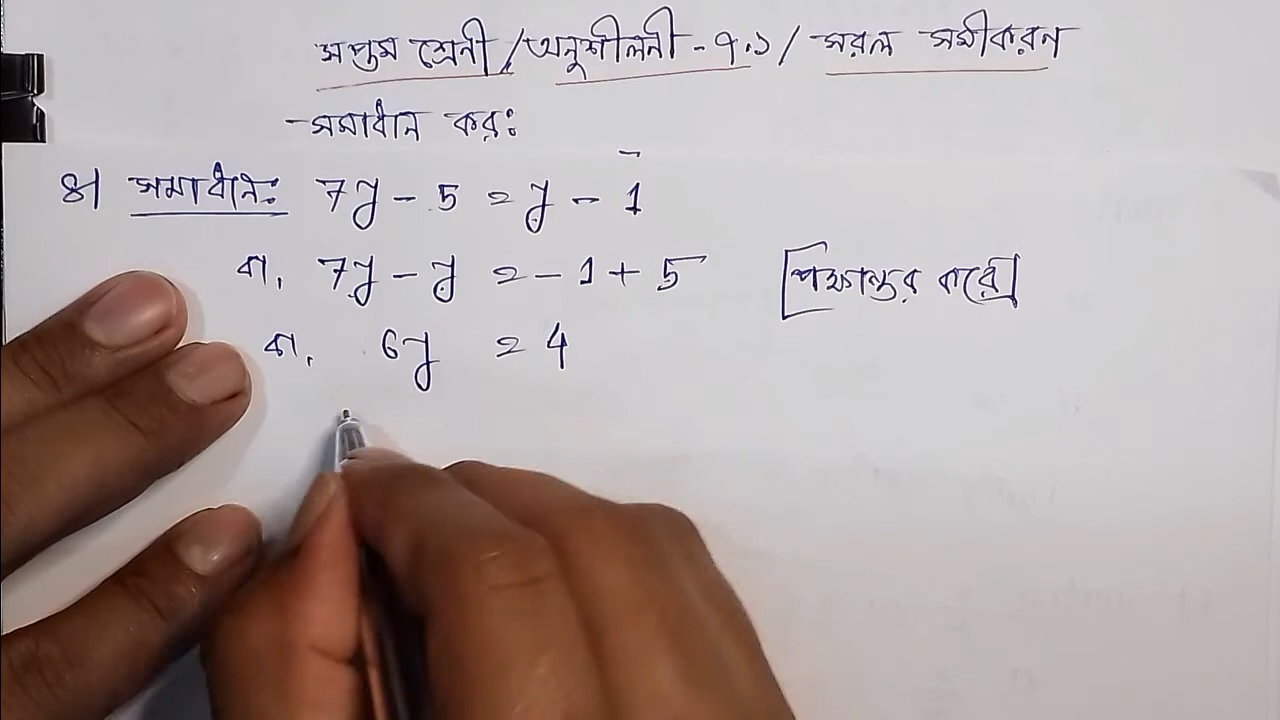 সপ্তম শ্রেনী / অনুশীলনী - ৭.১ / সরল সমীকরন
সমাধান কর:
৪। সমাধান: 7y - 5 = y - 1
বা, 7y - y = - 1 + 5 [পক্ষান্তর করে]
বা, 6y = 4